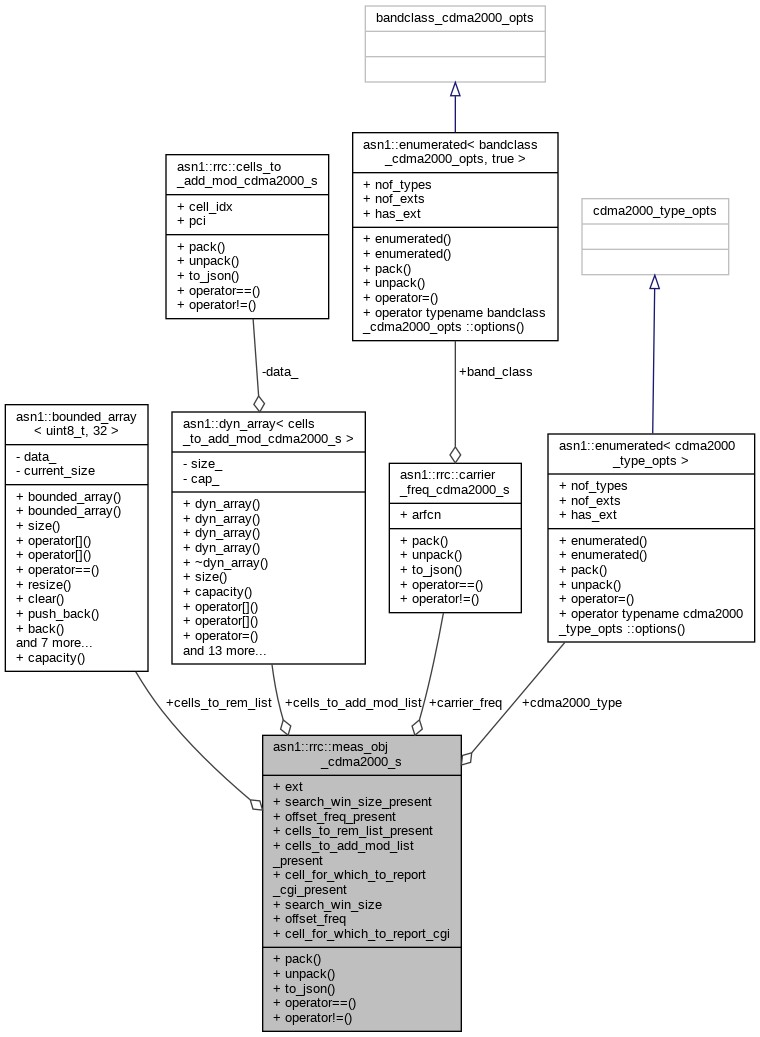 bandclass_cdma2000_opts
asn1::enumerated< bandclass
_cdma2000_opts, true >
+ nof_types
+ nof_exts
+ has_ext
+ enumerated()
+ enumerated()
+ pack()
+ unpack()
+ operator=()
+ operator typename bandclass
_cdma2000_opts ::options()
asn1::rrc::cells_to
_add_mod_cdma2000_s
+ cell_idx
+ pci
+ pack()
+ unpack()
+ to_json()
+ operator==()
+ operator!=()
cdma2000_type_opts
-data_
+band_class
asn1::bounded_array
< uint8_t, 32 >
- data_
- current_size
+ bounded_array()
+ bounded_array()
+ size()
+ operator[]()
+ operator[]()
+ operator==()
+ resize()
+ clear()
+ push_back()
+ back()
and 7 more...
+ capacity()
asn1::dyn_array< cells
_to_add_mod_cdma2000_s >
- size_
- cap_
+ dyn_array()
+ dyn_array()
+ dyn_array()
+ dyn_array()
+ ~dyn_array()
+ size()
+ capacity()
+ operator[]()
+ operator[]()
+ operator=()
and 13 more...
asn1::rrc::carrier
_freq_cdma2000_s
+ arfcn
+ pack()
+ unpack()
+ to_json()
+ operator==()
+ operator!=()
asn1::enumerated< cdma2000
_type_opts >
+ nof_types
+ nof_exts
+ has_ext
+ enumerated()
+ enumerated()
+ pack()
+ unpack()
+ operator=()
+ operator typename cdma2000
_type_opts ::options()
+cells_to_rem_list
+cells_to_add_mod_list
+carrier_freq
+cdma2000_type
asn1::rrc::meas_obj
_cdma2000_s
+ ext
+ search_win_size_present
+ offset_freq_present
+ cells_to_rem_list_present
+ cells_to_add_mod_list
_present
+ cell_for_which_to_report
_cgi_present
+ search_win_size
+ offset_freq
+ cell_for_which_to_report_cgi
+ pack()
+ unpack()
+ to_json()
+ operator==()
+ operator!=()